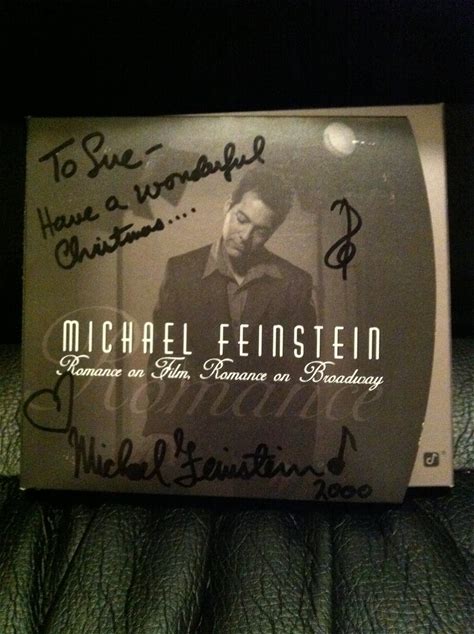 To Sue -
Have a wonderful
Christmas....
MICHAEL FEINSTEIN
Romance on Film, Romance on Broadway
Romance
Michael Feinstein
2000